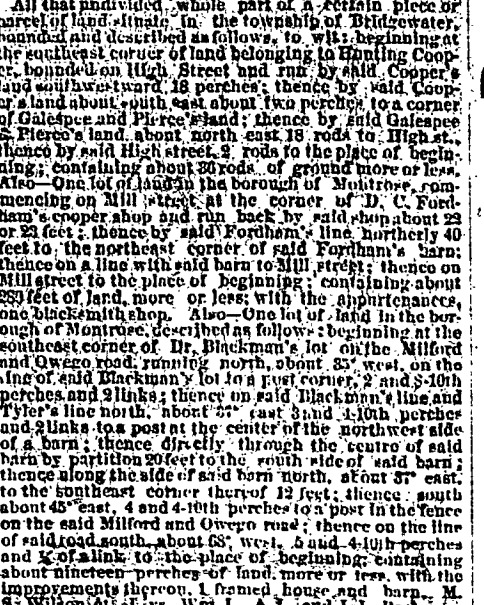 All that undivided whole part of a certain piece or
parcel of land situate in the township of Bridgewater,
bounded and described as follows, to wit: beginning at
the southeast corner of land belonging to Hunting Coop-
er, bounded on High Street and run by said Cooper's
land southwestward, 18 perches; thence by said Coop-
er's land about south east about two perches to a corner
of Galespee and Pierce's land; thence by said Galespee
& Pierce's land about north east 18 rods to High st.,
thence by said High street, 2 rods to the place of begin-
ning; containing about 36 rods of ground more or less.
Also—One lot of land in the borough of Montrose, com-
mencing on Mill street at the corner of D. C. Ford-
ham's cooper shop and run back by said shop about 22
or 23 feet; thence by said Fordham's line northerly 40
feet to the northeast corner of said Fordham's barn;
thence on a line with said barn to Mill street; thence on
Mill street to the place of beginning; containing about
feet of land, more or less; with the appurtenances,
one blacksmith shop. Also—One lot of land in the bor-
ough of Montrose, described as follows: beginning at the
southeast corner of Dr. Blackman's lot on the Milford
and Owego road, running north, about 85° west, on the
line of said Blackman's lot to a post corner, 2 and 8-10th
perches and 2 links; thence on said Blackman's line and
Tyler's line north, about east 3 and 4-10th perches
and 2 links to a post at the center of the northwest side
of a barn; thence directly through the centre of said
barn by partition 20 feet to the south side of said barn;
thence along the side of said barn north, about 37° east,
to the southeast corner thereof 12 feet; thence south
about 45° east, 4 and 4-10th perches to a post in the fence
on the said Milford and Owego road; thence on the line
of said road south, about 68° west, 5 and 4-10th perches
and ½ of a link to the place of beginning; containing
about nineteen perches of land, more or less, with the
improvements thereon, 1 framed house and barn, M.
S. Wilson